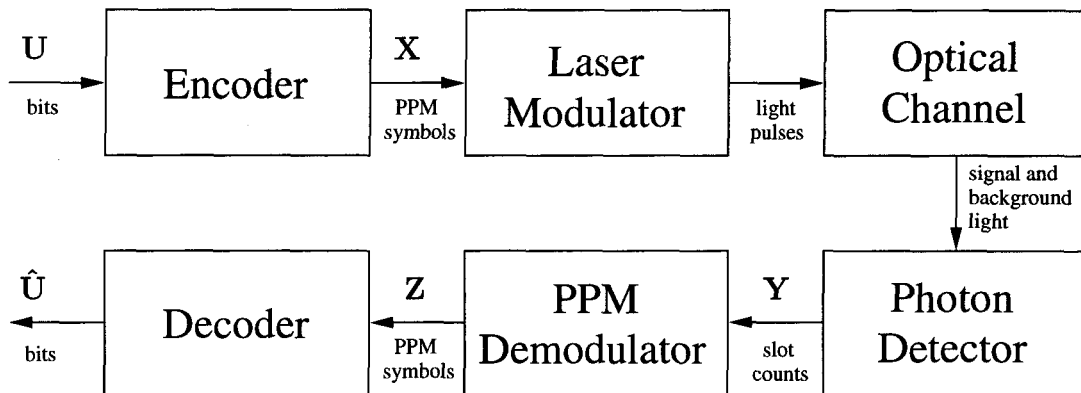 U
bits
Encoder
X
PPM
symbols
Laser
Modulator
light
pulses
Optical
Channel
signal and
background
light
Photon
Detector
Y
slot
counts
PPM
Demodulator
Z
PPM
symbols
Decoder
Û
bits